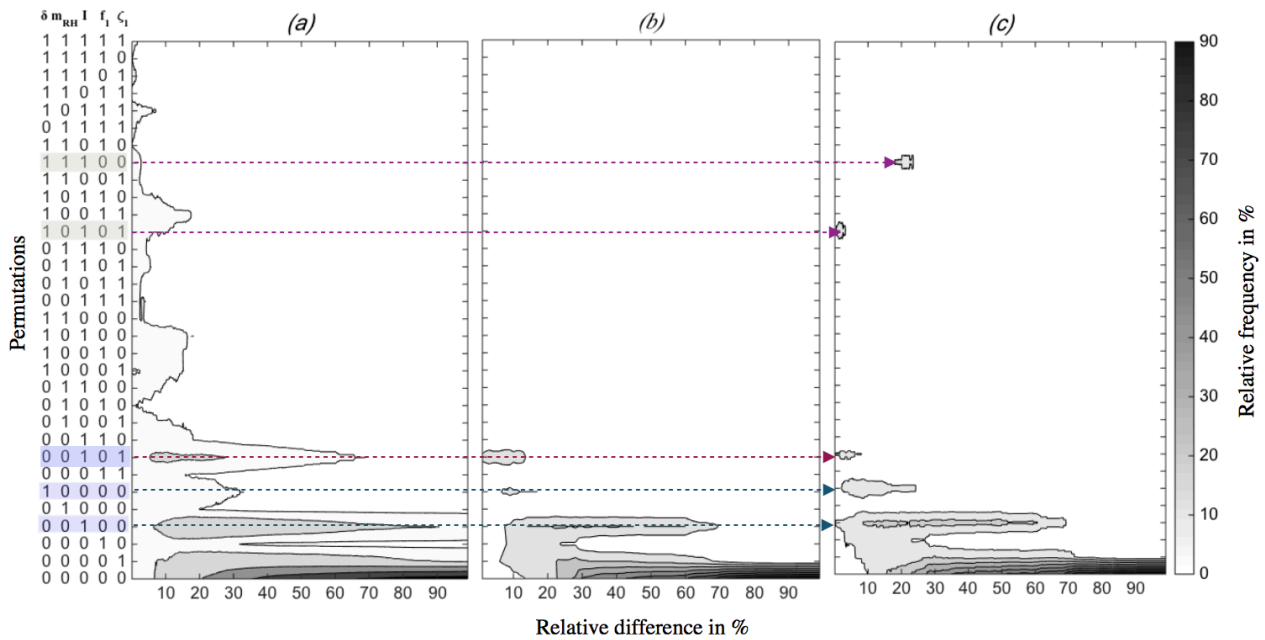 δ m_RH I f_1 ζ_1
(a)
(b)
(c)
Permutations
1 1 1 1 1
1 1 1 1 0
1 1 1 0 1
1 1 0 1 1
1 0 1 1 1
0 1 1 1 1
1 1 0 1 0
1 1 1 0 0
1 1 0 0 1
1 0 1 1 0
1 0 0 1 1
1 0 1 0 1
0 1 1 1 0
0 1 1 0 1
0 1 0 1 1
0 0 1 1 1
1 1 0 0 0
1 0 1 0 0
1 0 0 1 0
1 0 0 0 1
0 1 1 0 0
0 1 0 1 0
0 1 0 0 1
0 0 1 1 0
0 0 1 0 1
0 0 0 1 1
1 0 0 0 0
0 1 0 0 0
0 0 1 0 0
0 0 0 1 0
0 0 0 0 1
0 0 0 0 0
10 20 30 40 50 60 70 80 90
10 20 30 40 50 60 70 80 90
10 20 30 40 50 60 70 80 90
Relative difference in %
90
80
70
60
50
40
30
20
10
0
Relative frequency in %